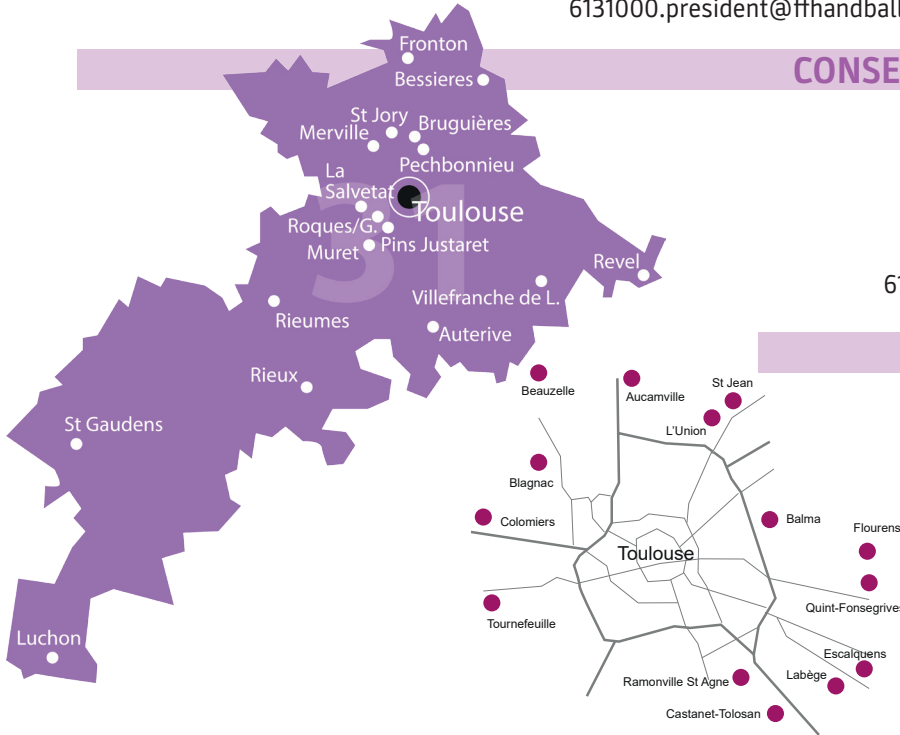 6131000.president@ffhandball
CONSE
Fronton
Bessieres
St Jory
Bruguières
Merville
Pechbonnieu
La
Salvetat
31
Toulouse
Roques/G.
Muret
Pins Justaret
Revel
61
Villefranche de L.
Rieumes
Auterive
Rieux
St Gaudens
Luchon
Beauzelle
Aucamville
St Jean
L'Union
Blagnac
Colomiers
Balma
Flourens
Toulouse
Quint-Fonsegrives
Tournefeuille
Escalquens
Labège
Ramonville St Agne
Castanet-Tolosan